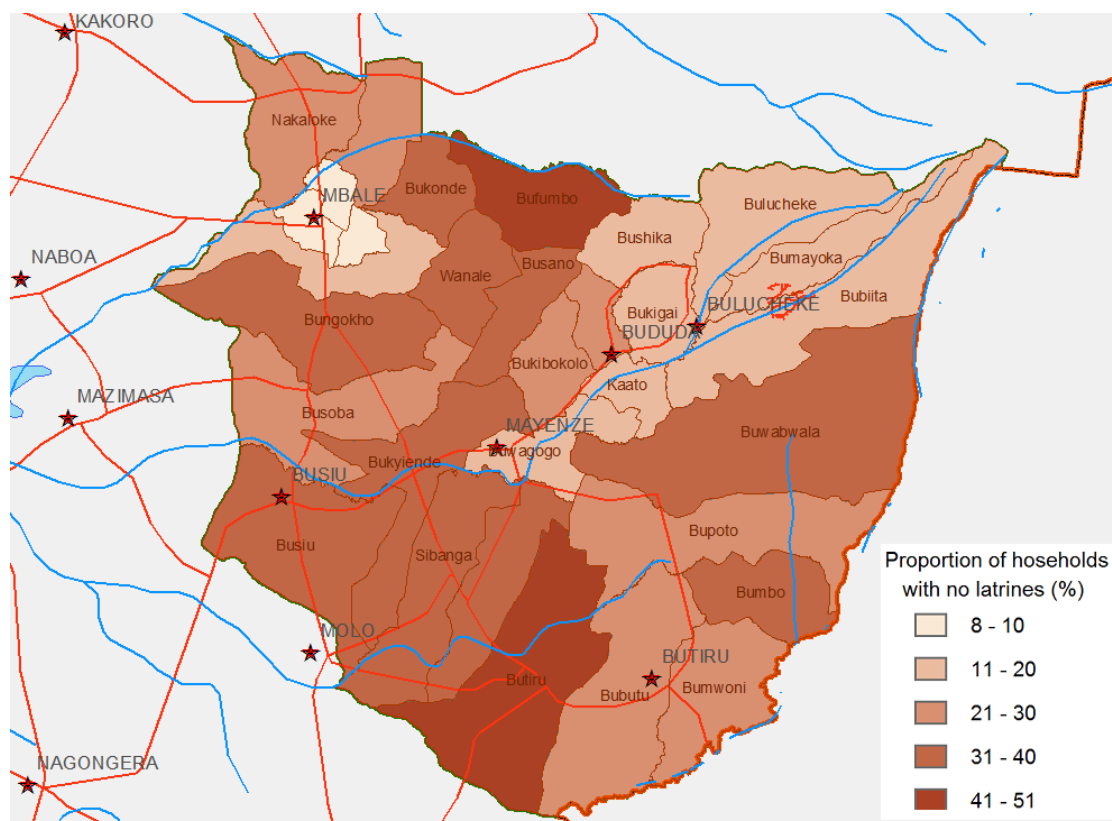 KAKORO
Nakaloke
MBALE
Bukonde
Bufumbo
Bulucheke
Bushika
NABOA
Wanale
Busano
Bumayoka
Bubiita
Bungokho
Bukigai
BULUCHEKE
BUDUDA
Bukibokolo
Kaato
MAZIMASA
Busoba
MAYENZE
Buwagogo
Buwabwala
Bukyiende
BUSIU
Busiu
Sibanga
Bupoto
Bumbo
MOLO
BUTIRU
Butiru
Bubutu
Bumwoni
NAGONGERA
Proportion of hoseholds
with no latrines (%)
8 - 10
11 - 20
21 - 30
31 - 40
41 - 51